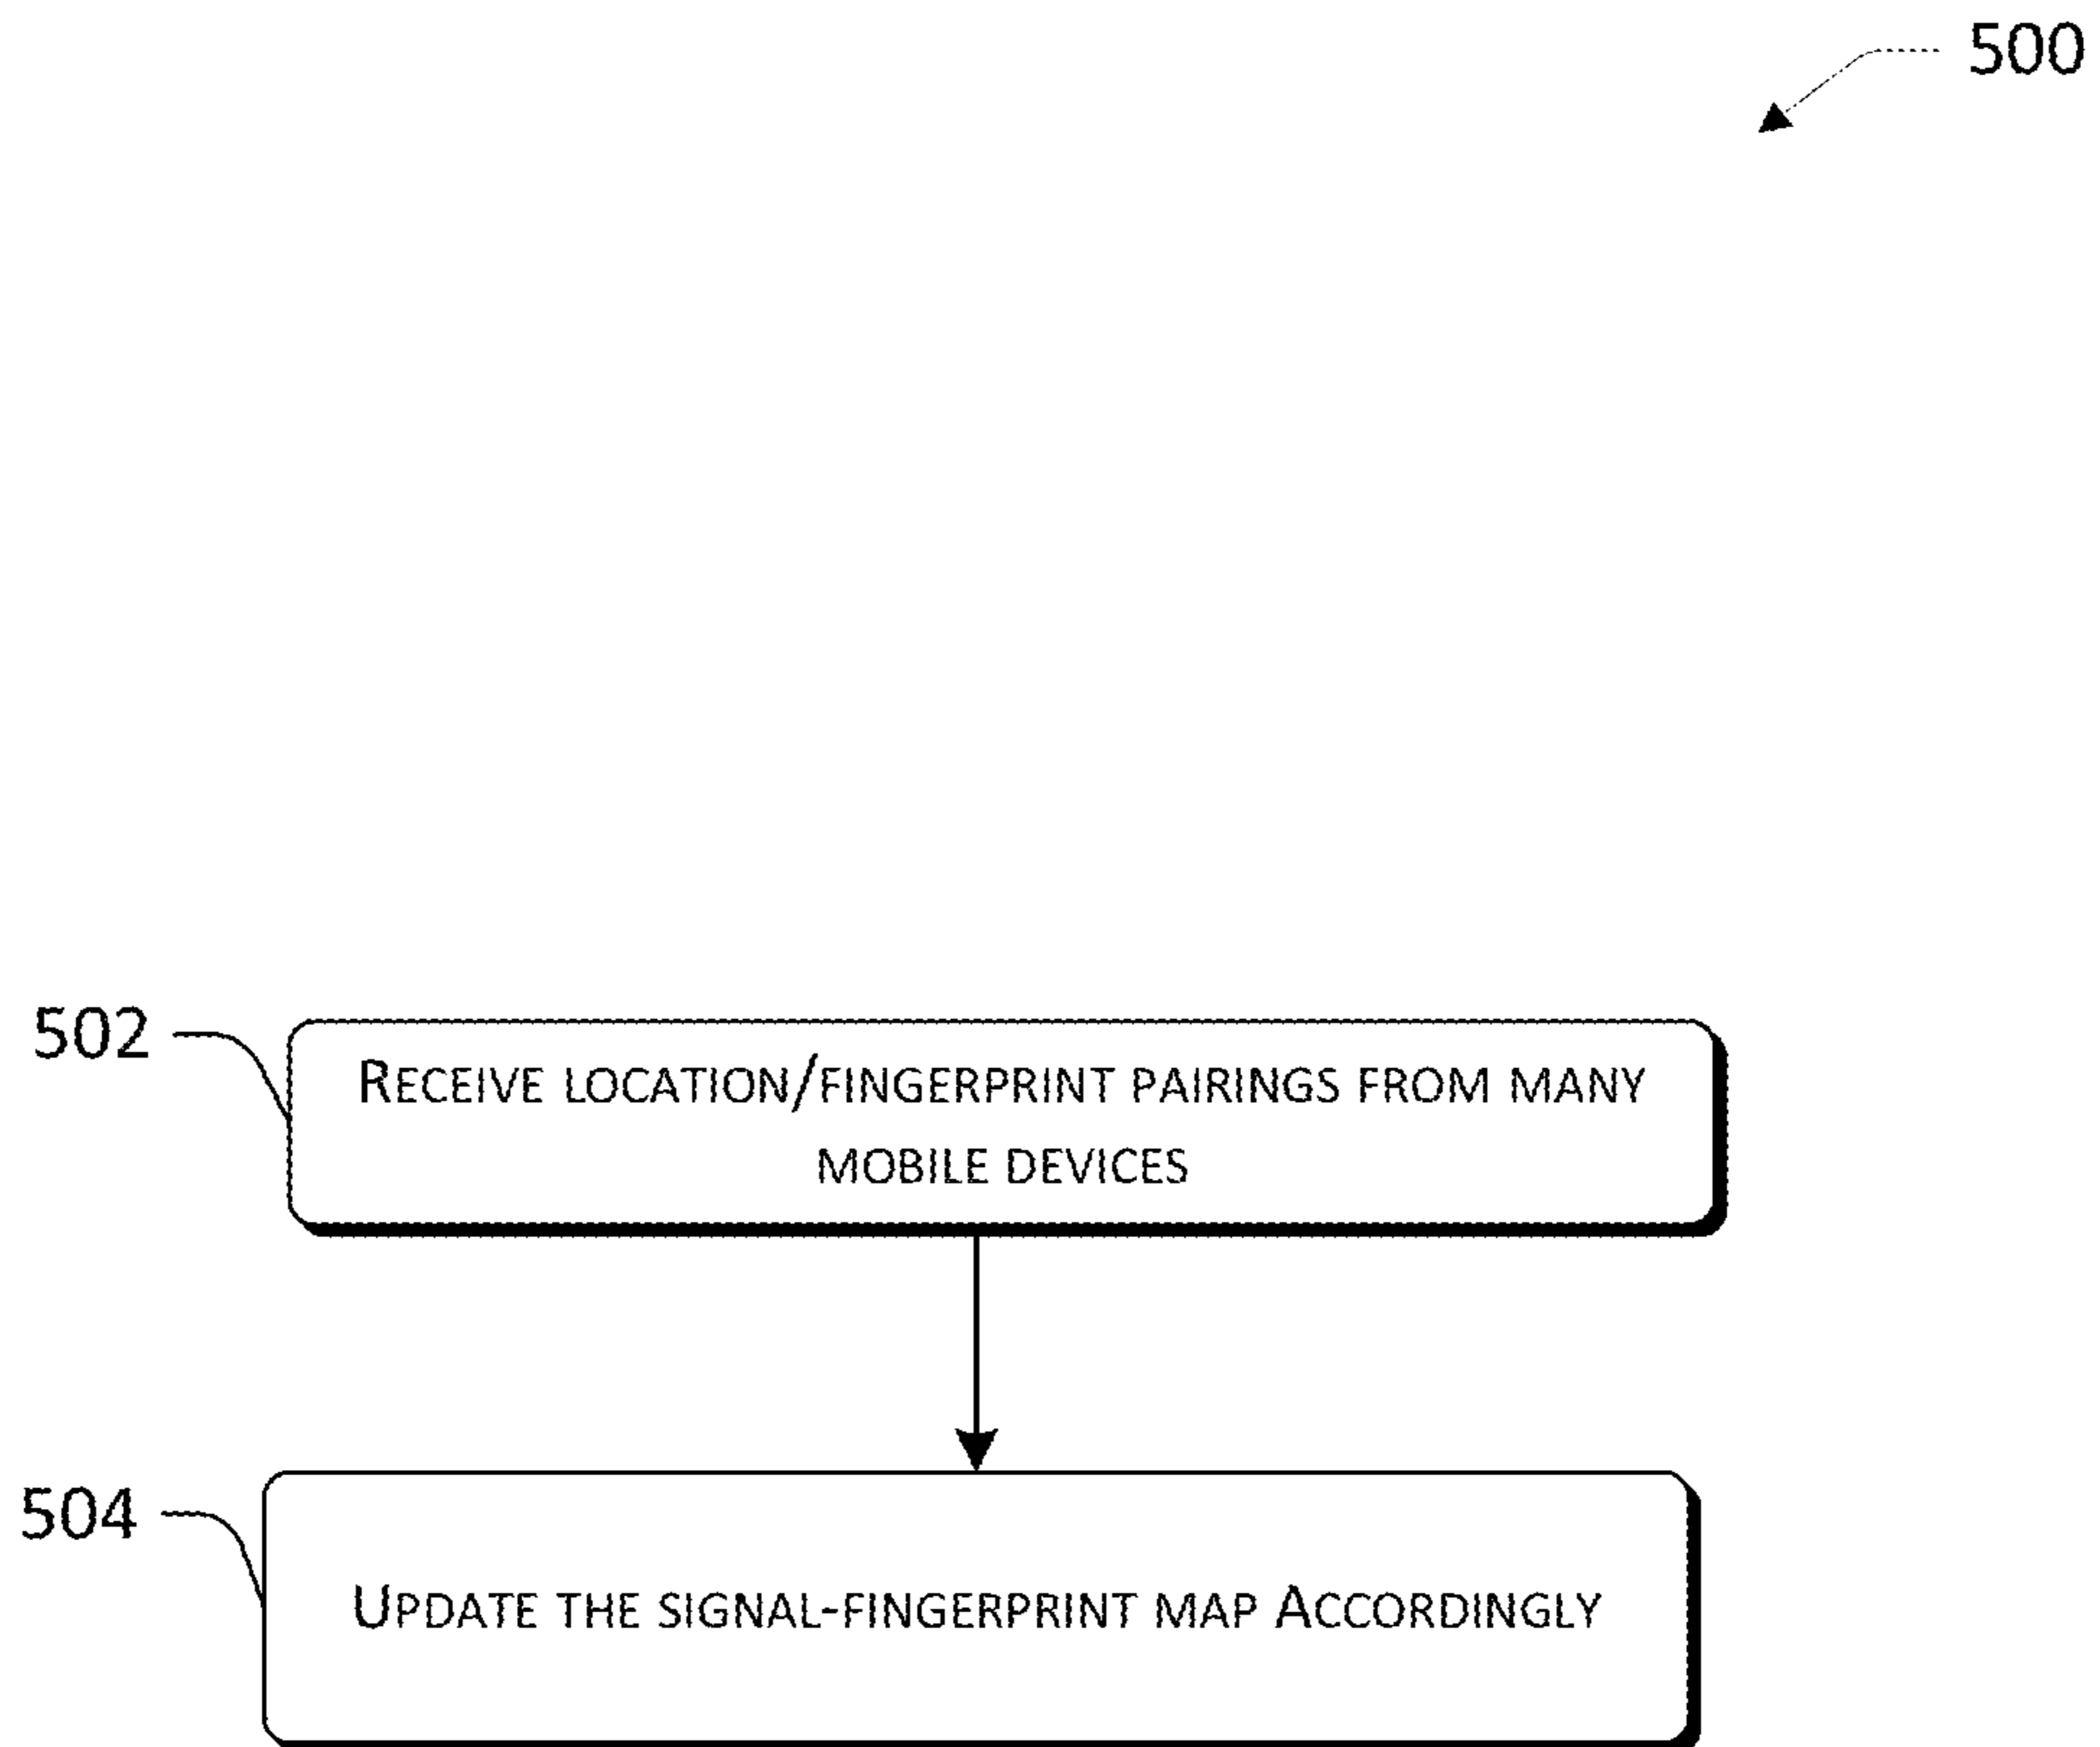 500
502
RECEIVE LOCATION/FINGERPRINT PAIRINGS FROM MANY
MOBILE DEVICES
504
UPDATE THE SIGNAL-FINGERPRINT MAP ACCORDINGLY